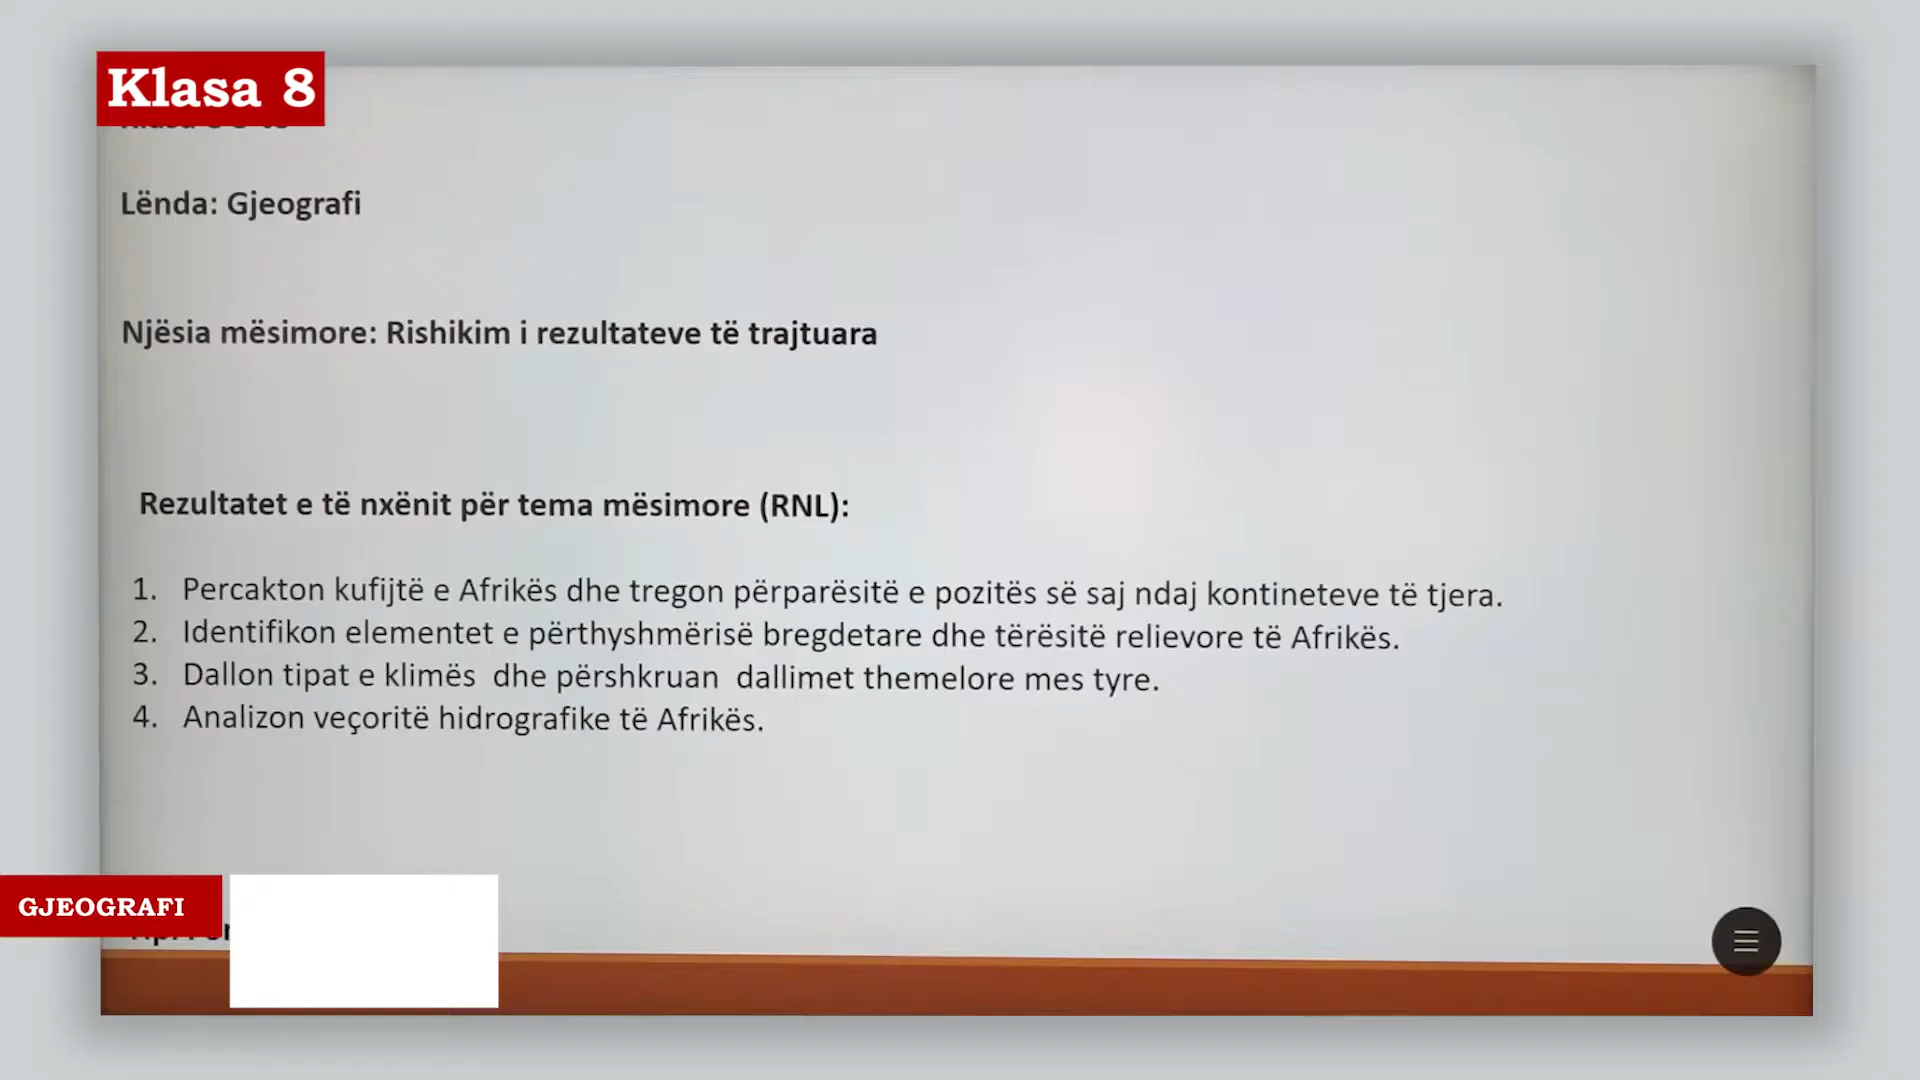 Klasa 8
Lënda: Gjeografi
Njësia mësimore: Rishikim i rezultateve të trajtuara
Rezultatet e të nxënit për tema mësimore (RNL):
1. Percakton kufijtë e Afrikës dhe tregon përparësitë e pozitës së saj ndaj kontineteve të tjera.
2. Identifikon elementet e përthyshmërisë bregdetare dhe tërësitë relievore të Afrikës.
3. Dallon tipat e klimës dhe përshkruan dallimet themelore mes tyre.
4. Analizon veçoritë hidrografike të Afrikës.
GJEOGRAFI